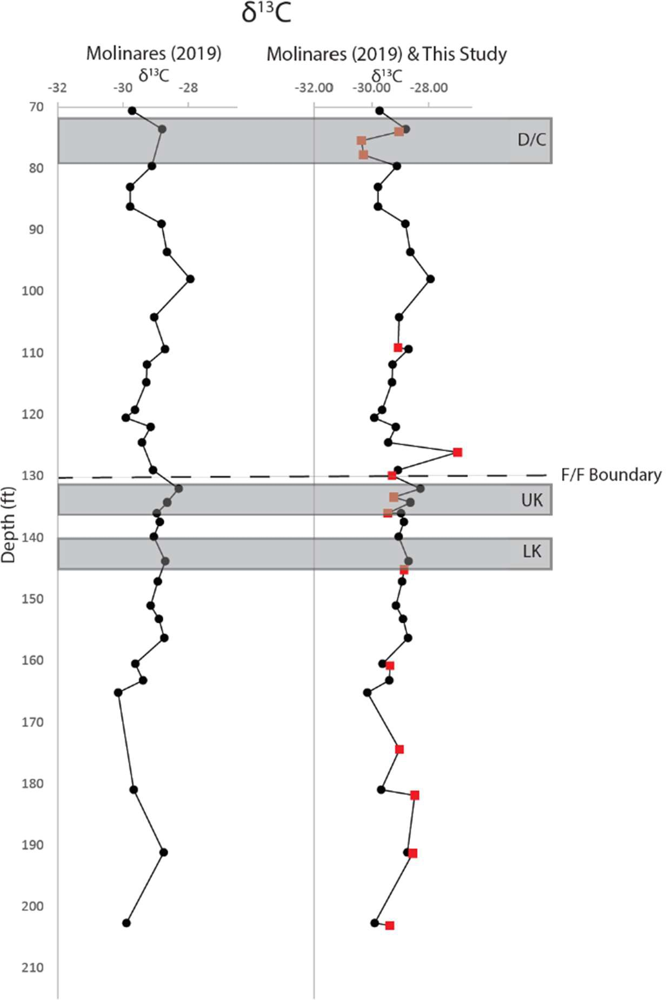 δ¹³C
Molinares (2019)
Molinares (2019) & This Study
δ¹³C
δ¹³C
-32
-30
-28
-32.00
-30.00
-28.00
70
D/C
80
90
100
110
120
130
F/F Boundary
UK
Depth (ft)
140
LK
150
160
170
180
190
200
210